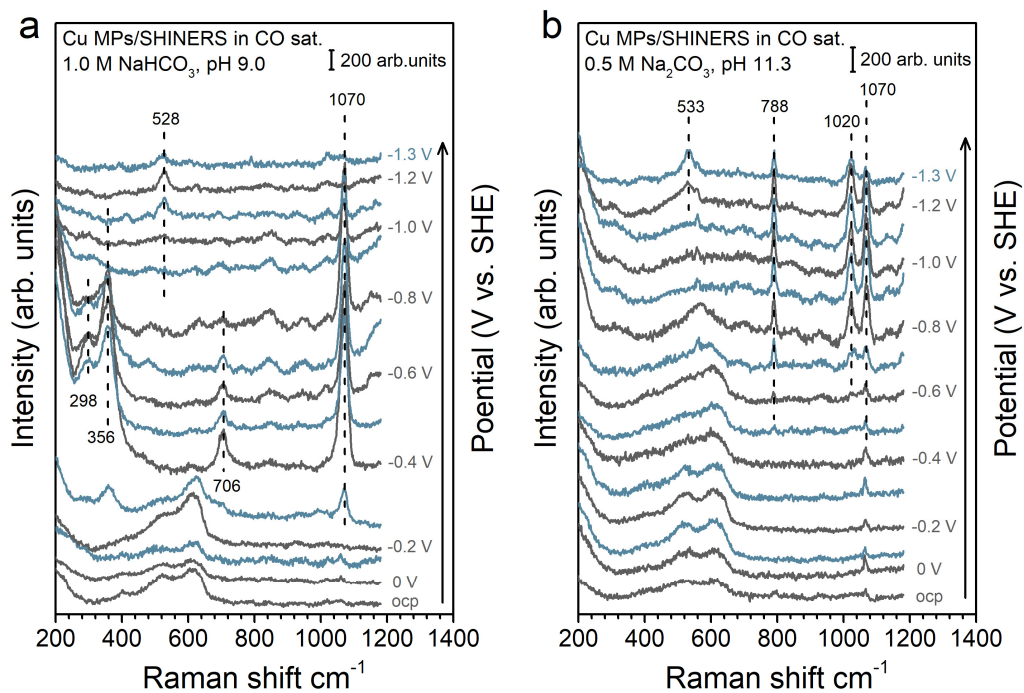 a
Cu MPs/SHINERS in CO sat.
1.0 M NaHCO₃, pH 9.0
200 arb.units
1070
528
-1.3 V
-1.2 V
-1.0 V
-0.8 V
-0.6 V
298
356
-0.4 V
706
-0.2 V
0 V
ocp
Intensity (arb. units)
Poential (V vs. SHE)
200 400 600 800 1000 1200 1400
Raman shift cm⁻¹
b
Cu MPs/SHINERS in CO sat.
0.5 M Na₂CO₃, pH 11.3
200 arb.units
1070
533
788
1020
-1.3 V
-1.2 V
-1.0 V
-0.8 V
-0.6 V
-0.4 V
-0.2 V
0 V
ocp
Intensity (arb. units)
Potential (V vs. SHE)
200 400 600 800 1000 1200 1400
Raman shift cm⁻¹